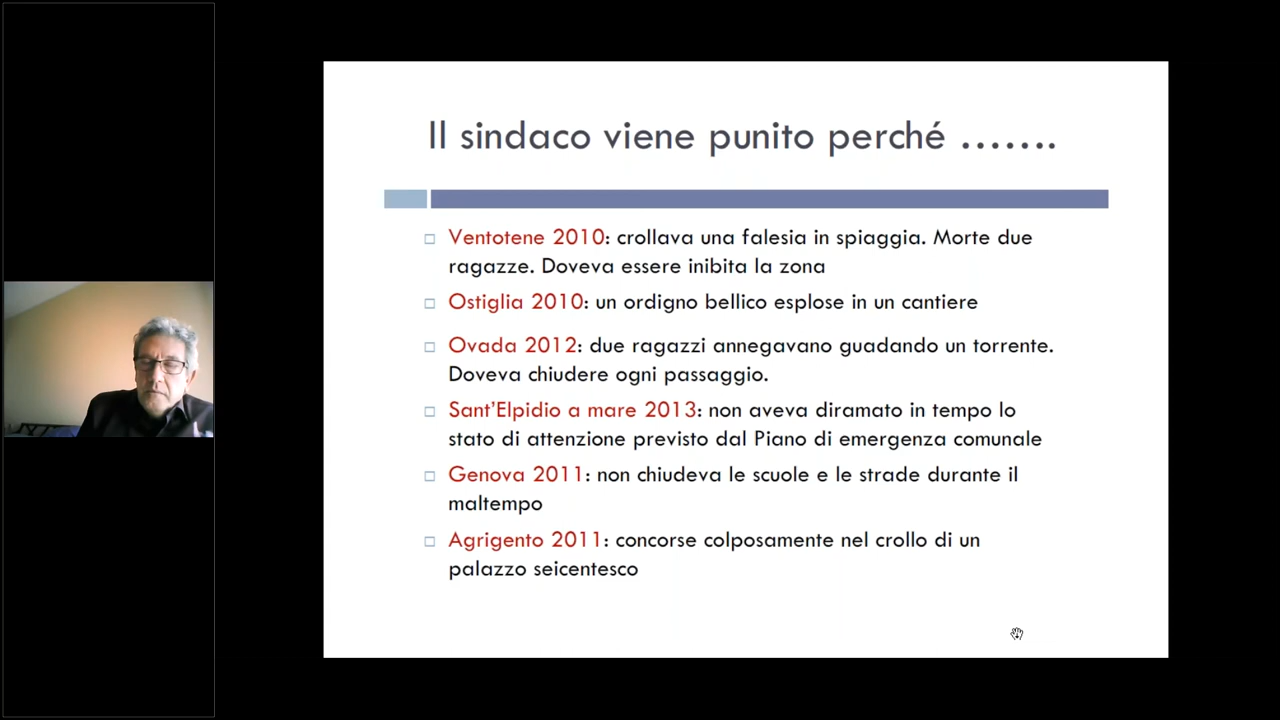 Il sindaco viene punito perché .......
Ventotene 2010: crollava una falesia in spiaggia. Morte due
ragazze. Doveva essere inibita la zona
Ostiglia 2010: un ordigno bellico esplose in un cantiere
Ovada 2012: due ragazzi annegavano guadando un torrente.
Doveva chiudere ogni passaggio.
Sant'Elpidio a mare 2013: non aveva diramato in tempo lo
stato di attenzione previsto dal Piano di emergenza comunale
Genova 2011: non chiudeva le scuole e le strade durante il
maltempo
Agrigento 2011: concorse colposamente nel crollo di un
palazzo seicentesco